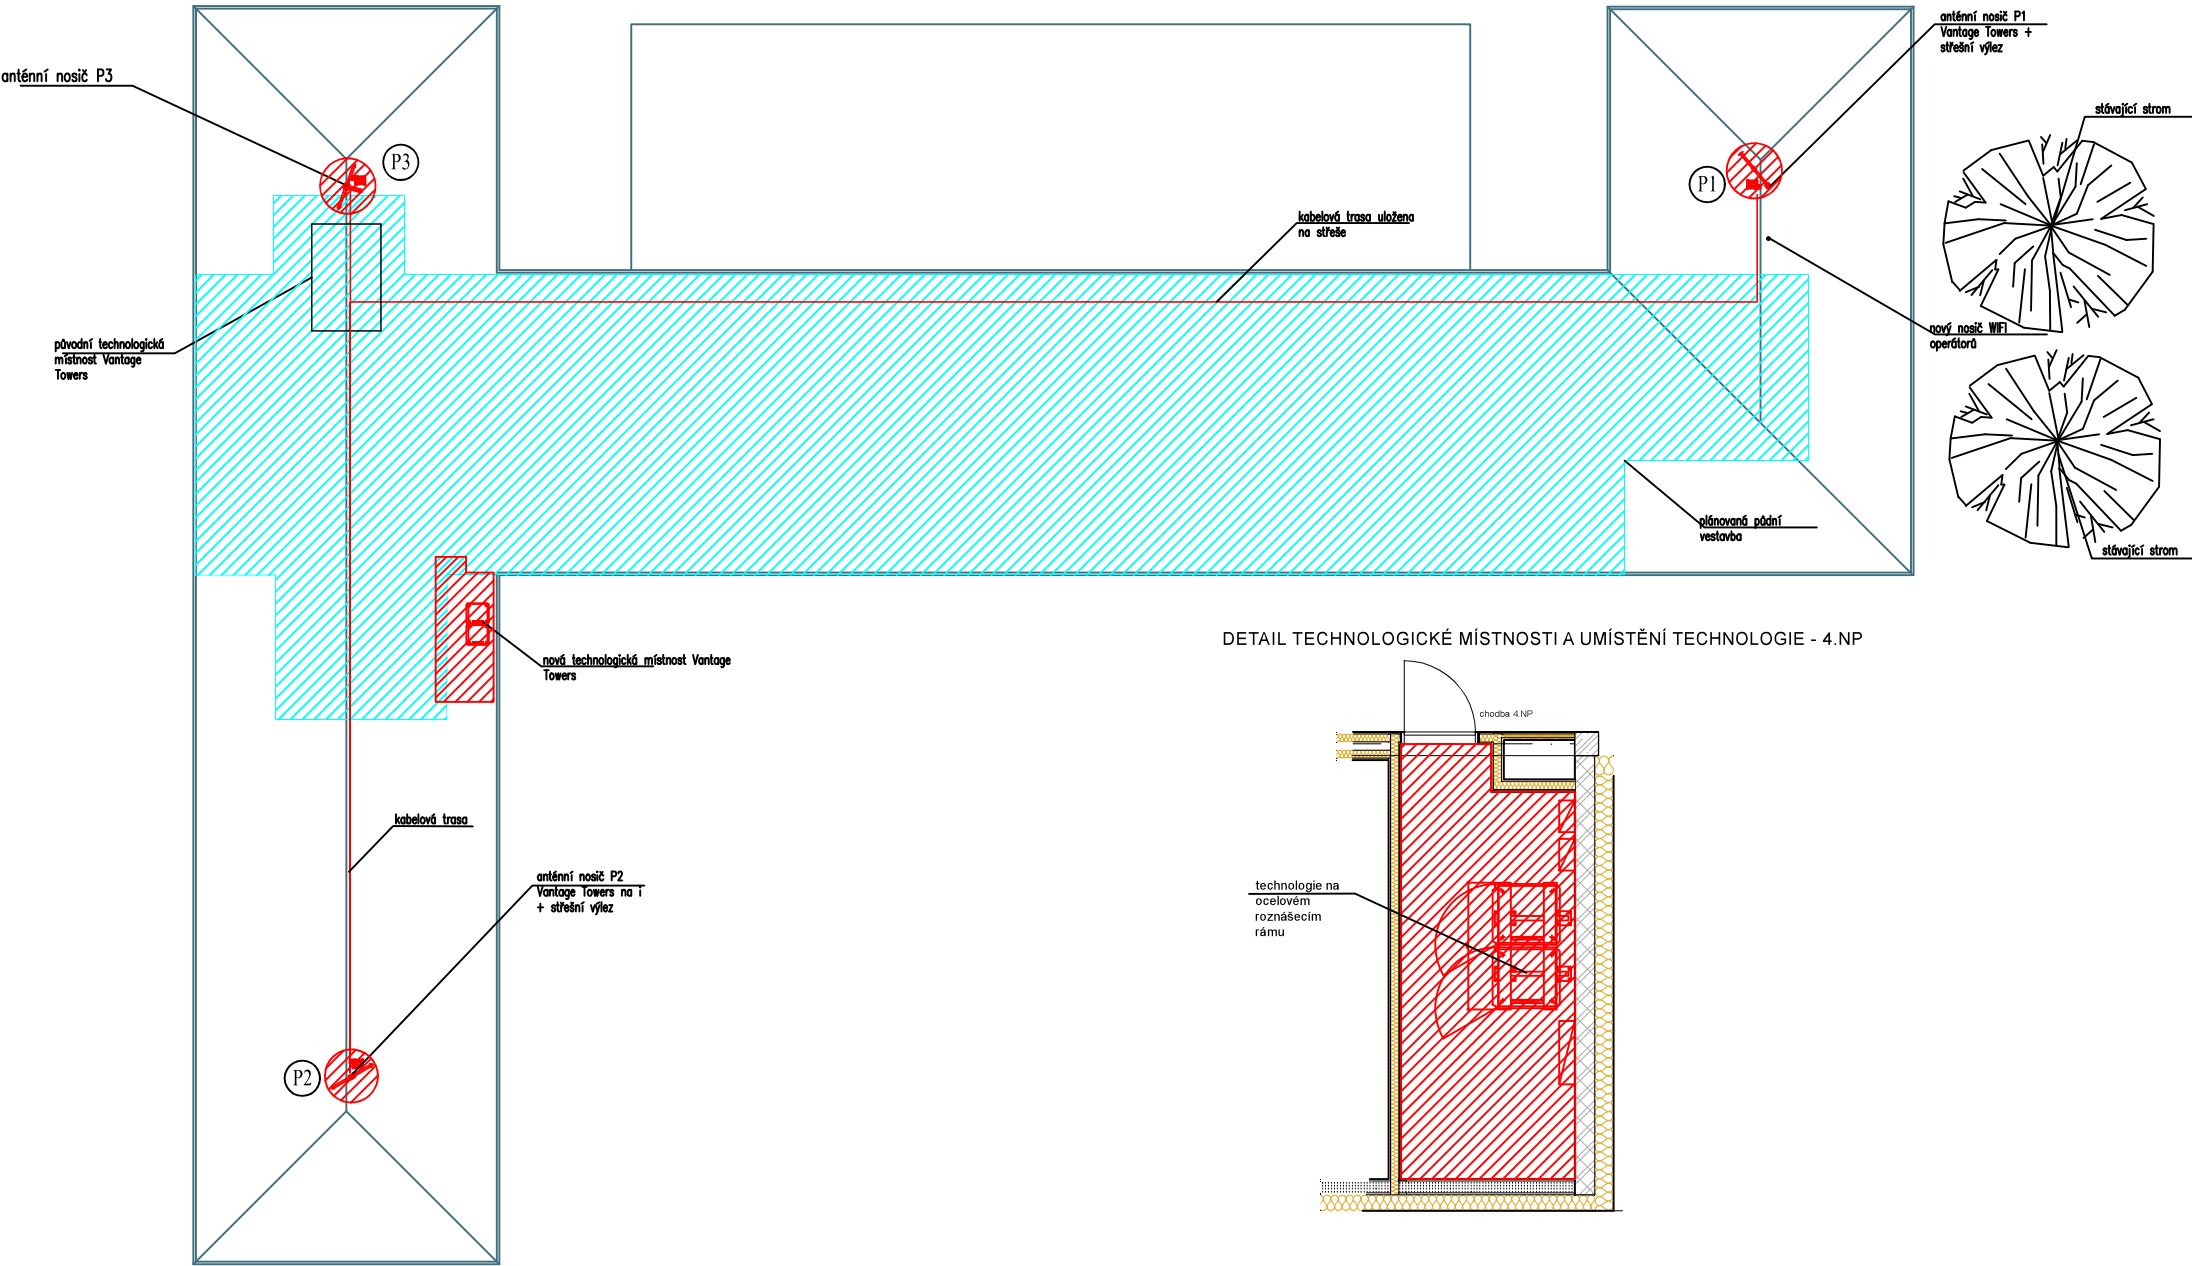 anténní nosič P1
Vantage Towers +
střešní výlez
anténní nosič P3
P3
P1
stávající strom
kabelová trasa uložena
na střeše
nový nosič WIFI
operátorů
původní technologická
místnost Vantage
Towers
plánovaná půdní
vestavba
stávající strom
nová technologická místnost Vantage
Towers
DETAIL TECHNOLOGICKÉ MÍSTNOSTI A UMÍSTĚNÍ TECHNOLOGIE - 4.NP
chodba 4.NP
kabelová trasa
anténní nosič P2
Vantage Towers na i
+ střešní výlez
technologie na
ocelovém
roznášecím
rámu
P2